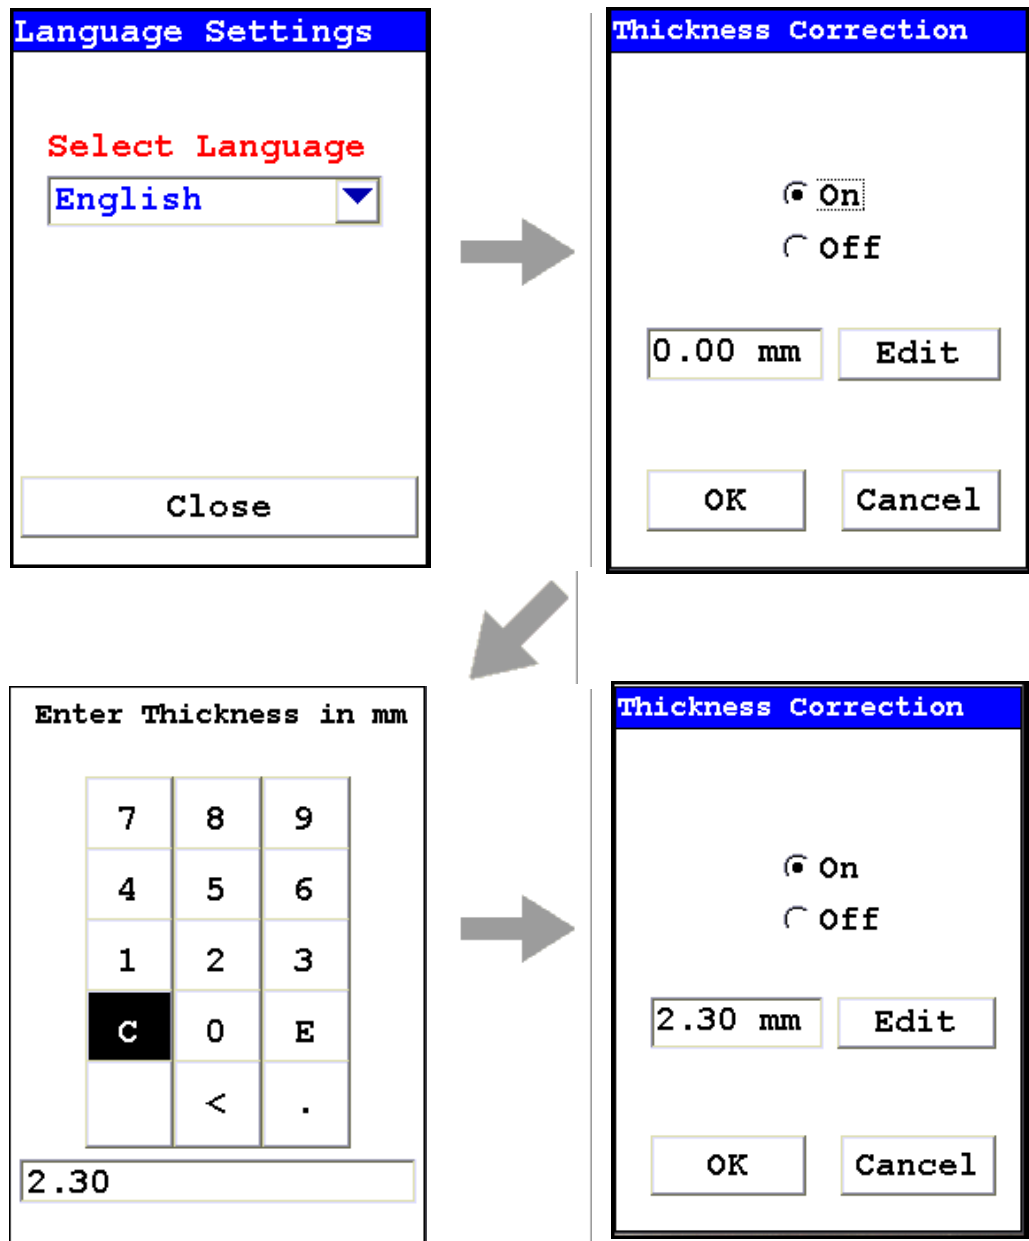 Language Settings
Select Language
English
Close
Thickness Correction
On
Off
0.00 mm Edit
OK Cancel
Enter Thickness in mm
7 8 9
4 5 6
1 2 3
C 0 E
< .
2.30
Thickness Correction
On
Off
2.30 mm Edit
OK Cancel